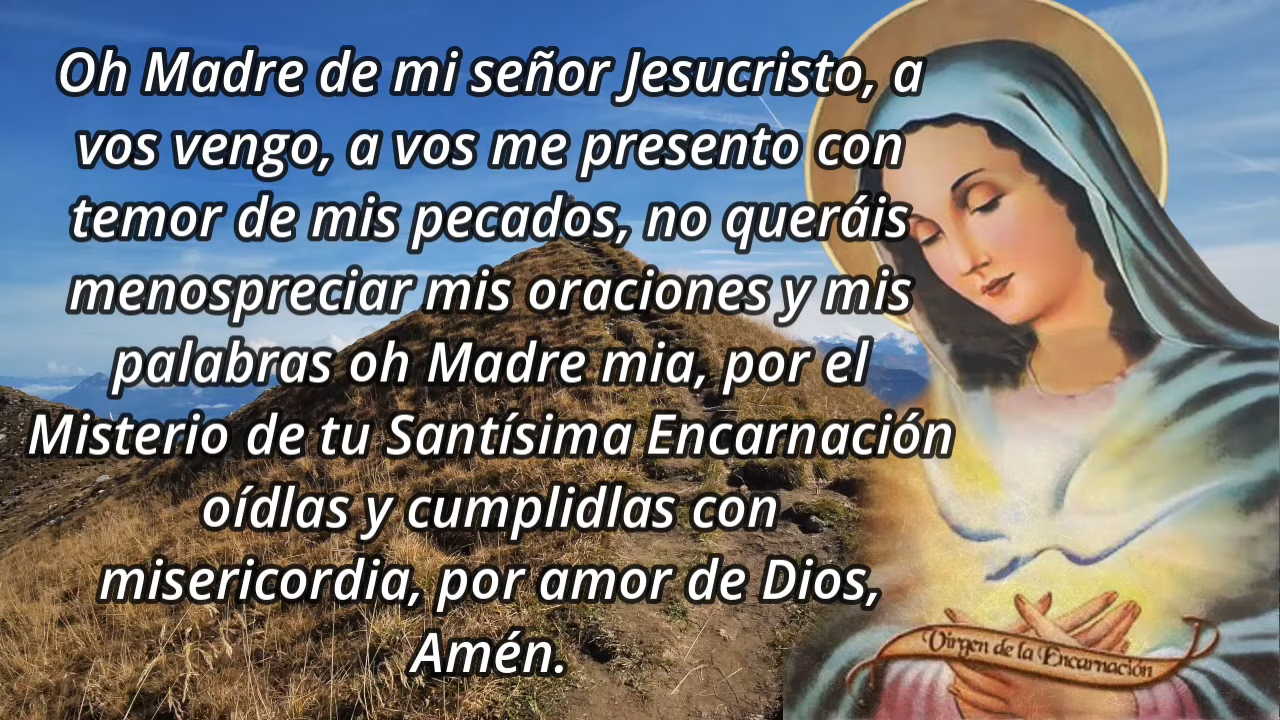 Oh Madre de mi señor Jesucristo, a
vos vengo, a vos me presento con
temor de mis pecados, no queráis
menospreciar mis oraciones y mis
palabras oh Madre mia, por el
Misterio de tu Santísima Encarnación
oídlas y cumplidlas con
misericordia, por amor de Dios,
Amén.
Virgen de la Encarnación